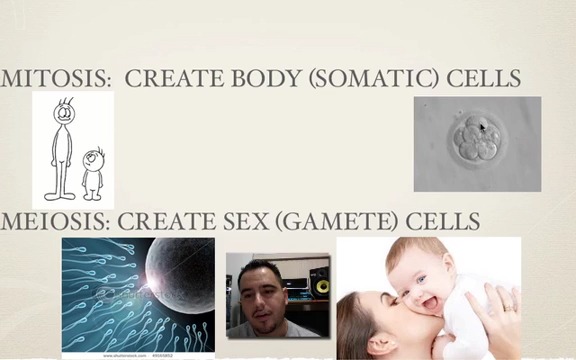 MITOSIS: CREATE BODY (SOMATIC) CELLS
MEIOSIS: CREATE SEX (GAMETE) CELLS